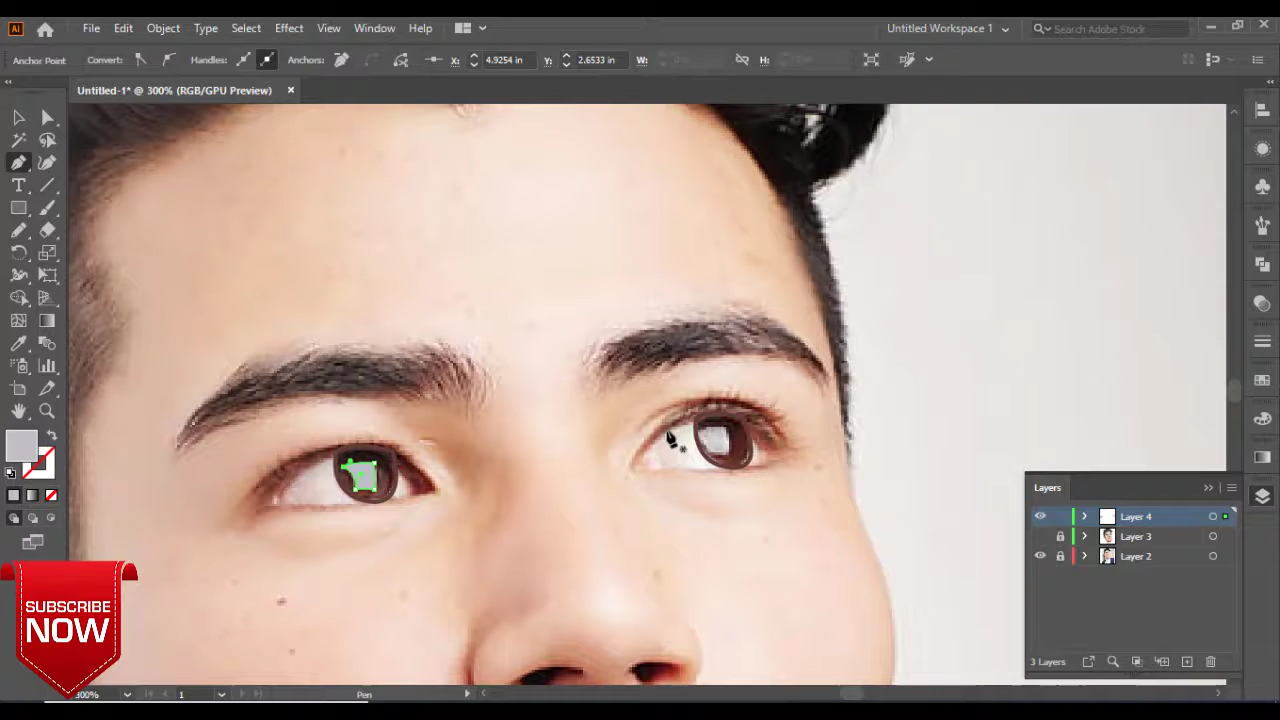 Ai File Edit Object Type Select Effect View Window Help Untitled Workspace 1 Search Adobe Stock
Anchor Point Convert: Handles: Anchors: X: 4.9254 in Y: 2.6533 in W: H:
Untitled-1* @ 300% (RGB/GPU Preview)
Layers
Layer 4
Layer 3
Layer 2
SUBSCRIBE
NOW
3 Layers
300% 1 Pen